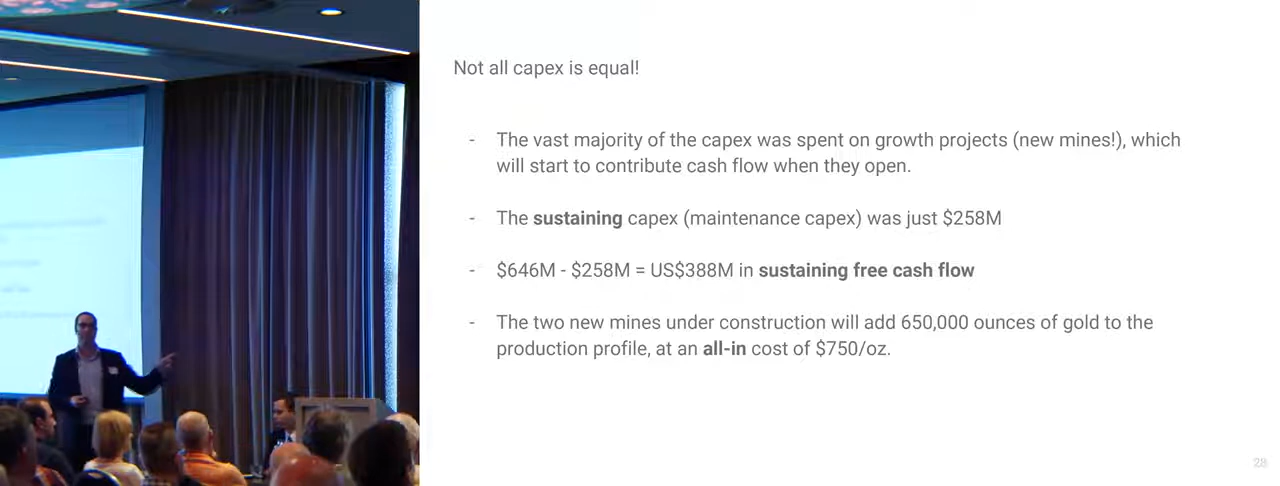 Not all capex is equal!
- The vast majority of the capex was spent on growth projects (new mines!), which
will start to contribute cash flow when they open.
- The sustaining capex (maintenance capex) was just $258M
- $646M - $258M = US$388M in sustaining free cash flow
- The two new mines under construction will add 650,000 ounces of gold to the
production profile, at an all-in cost of $750/oz.
28